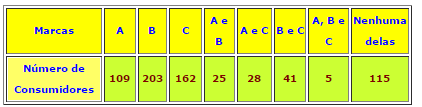 Marcas A B C A e B A e C B e C A, B e C Nenhuma delas
Número de Consumidores 109 203 162 25 28 41 5 115